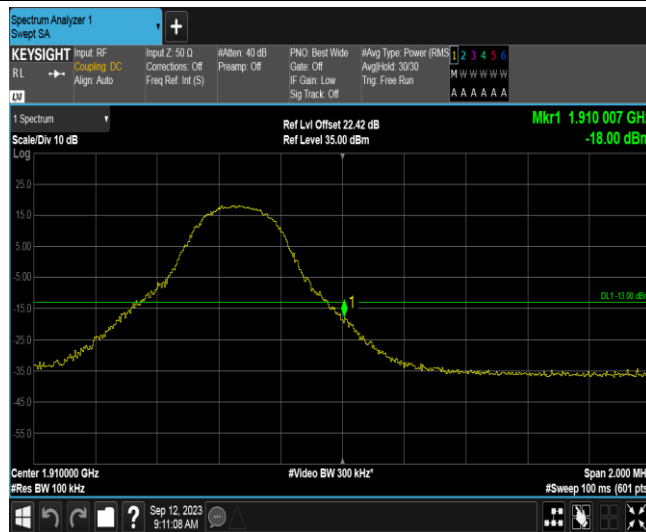 Spectrum Analyzer 1
Swept SA
KEYSIGHT
RL
LXI
Input: RF
Coupling: DC
Align: Auto
Input Z: 50 Ω
Corrections: Off
Freq Ref: Int (S)
#Atten: 40 dB
Preamp: Off
PNO: Best Wide
Gate: Off
IF Gain: Low
Sig Track: Off
#Avg Type: Power (RMS
Avg|Hold: 30/30
Trig: Free Run
1 2 3 4 5 6
M W W W W W
A A A A A A
1 Spectrum
Scale/Div 10 dB
Ref Lvl Offset 22.42 dB
Ref Level 35.00 dBm
Mkr1 1.910 007 GHz
-18.00 dBm
Log
25.0
15.0
5.00
-5.00
-15.0
-25.0
-35.0
-45.0
-55.0
1
DL1 -13.00 dBm
Center 1.910000 GHz
#Res BW 100 kHz
#Video BW 300 kHz*
Span 2.000 MH
#Sweep 100 ms (601 pts
Sep 12, 2023
9:11:08 AM